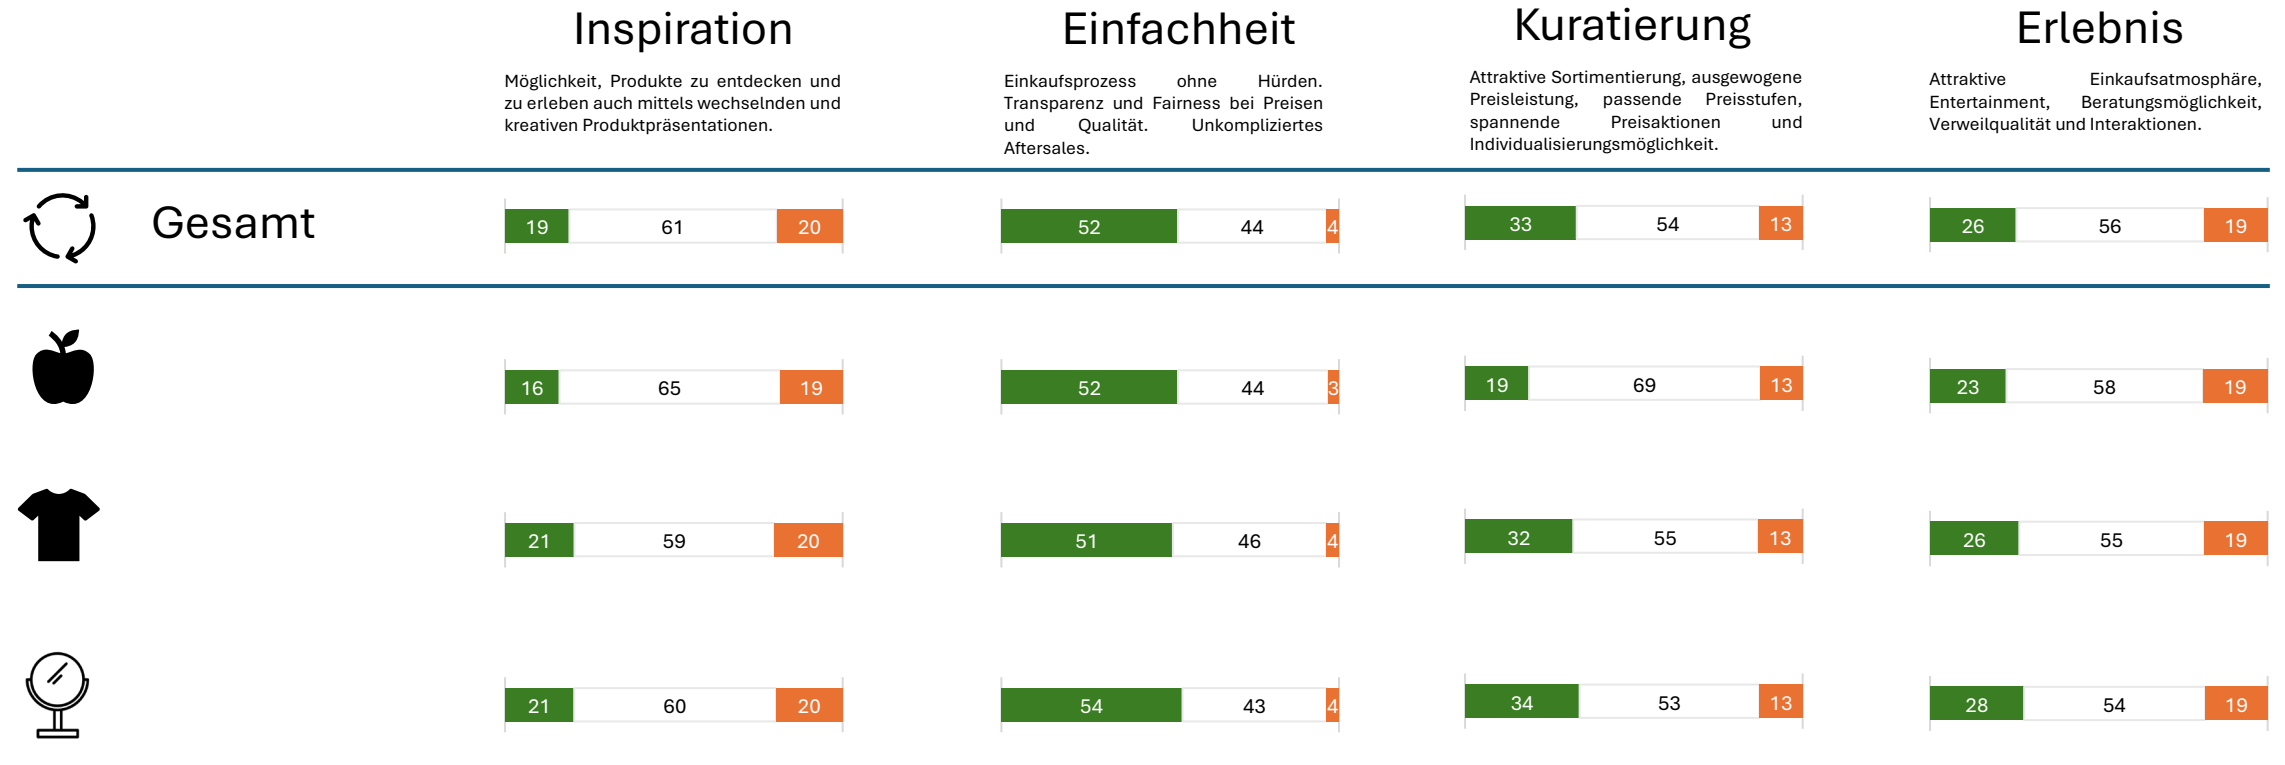 Inspiration
Möglichkeit, Produkte zu entdecken und
zu erleben auch mittels wechselnden und
kreativen Produktpräsentationen.
Einfachheit
Einkaufsprozess ohne Hürden.
Transparenz und Fairness bei Preisen
und Qualität. Unkompliziertes
Aftersales.
Kuratierung
Attraktive Sortimentierung, ausgewogene
Preisleistung, passende Preisstufen,
spannende Preisaktionen und
Individualisierungsmöglichkeit.
Erlebnis
Attraktive Einkaufsatmosphäre,
Entertainment, Beratungsmöglichkeit,
Verweilqualität und Interaktionen.
Gesamt 19 61 20 52 44 4 33 54 13 26 56 19
16 65 19 52 44 3 19 69 13 23 58 19
21 59 20 51 46 4 32 55 13 26 55 19
21 60 20 54 43 4 34 53 13 28 54 19